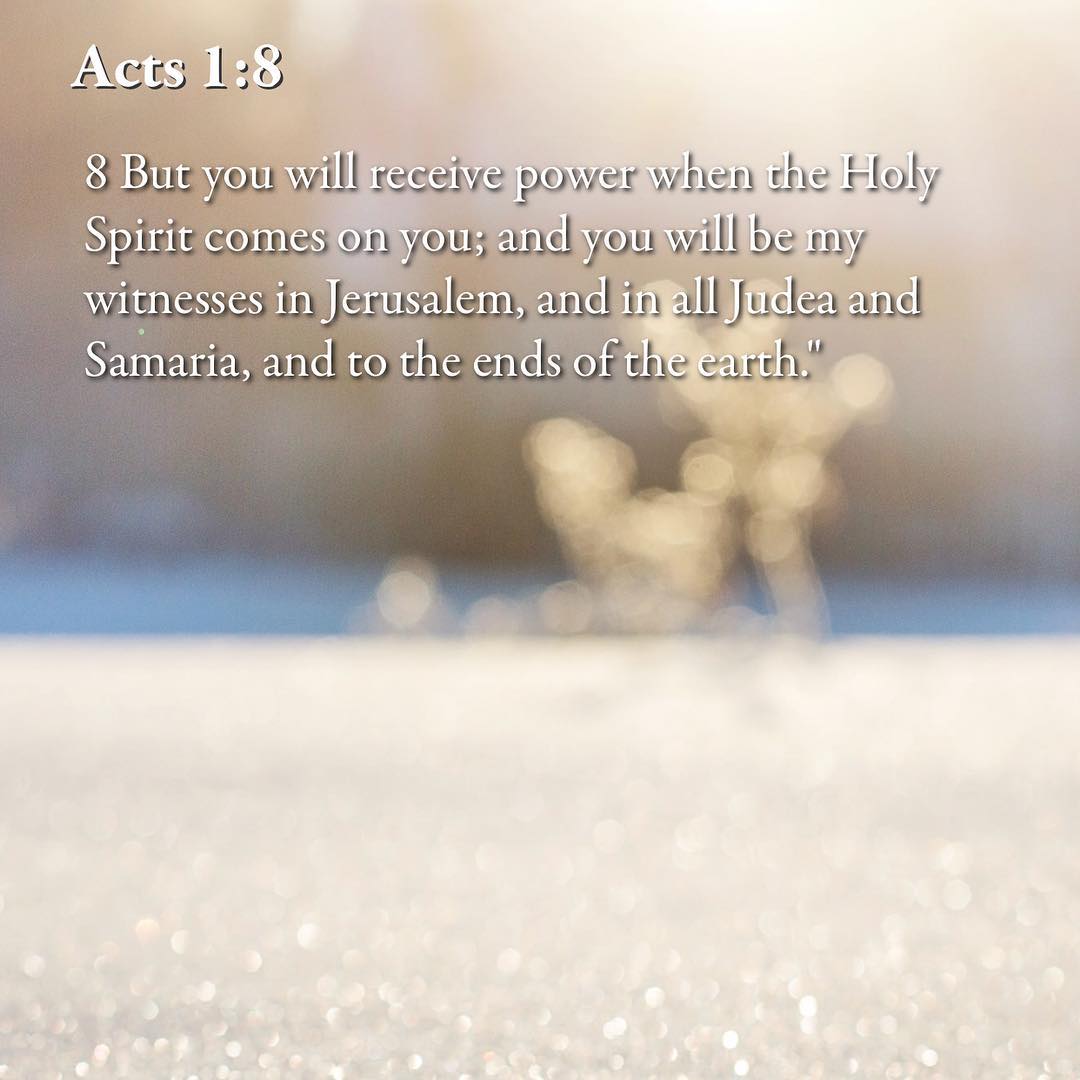 Acts 1:8
8 But you will receive power when the Holy
Spirit comes on you; and you will be my
witnesses in Jerusalem, and in all Judea and
Samaria, and to the ends of the earth."